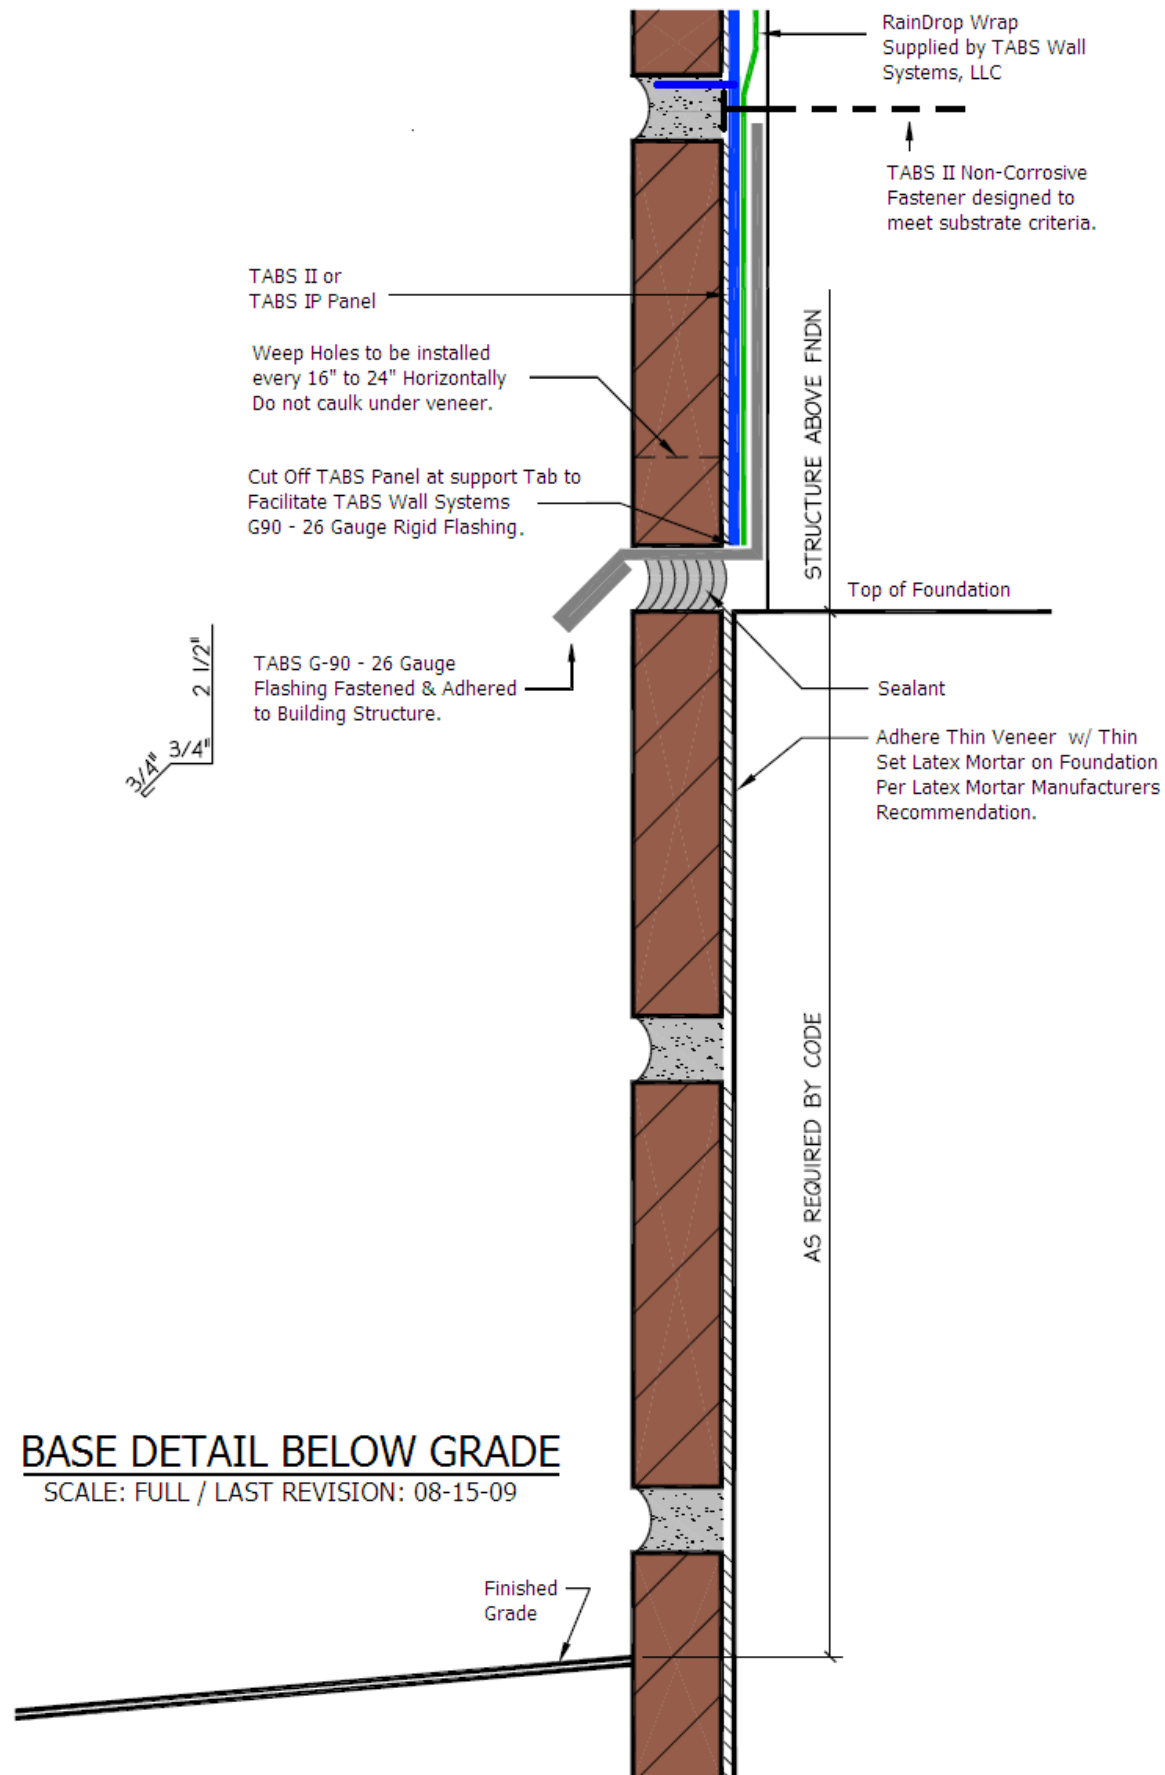 RainDrop Wrap
Supplied by TABS Wall
Systems, LLC
TABS II Non-Corrosive
Fastener designed to
meet substrate criteria.
TABS II or
TABS IP Panel
Weep Holes to be installed
every 16" to 24" Horizontally
Do not caulk under veneer.
Cut Off TABS Panel at support Tab to
Facilitate TABS Wall Systems
G90 - 26 Gauge Rigid Flashing.
STRUCTURE ABOVE FNDN
Top of Foundation
TABS G-90 - 26 Gauge
Flashing Fastened & Adhered
to Building Structure.
2 1/2"
3/4"
3/4"
Sealant
Adhere Thin Veneer w/ Thin
Set Latex Mortar on Foundation
Per Latex Mortar Manufacturers
Recommendation.
AS REQUIRED BY CODE
BASE DETAIL BELOW GRADE
SCALE: FULL / LAST REVISION: 08-15-09
Finished
Grade